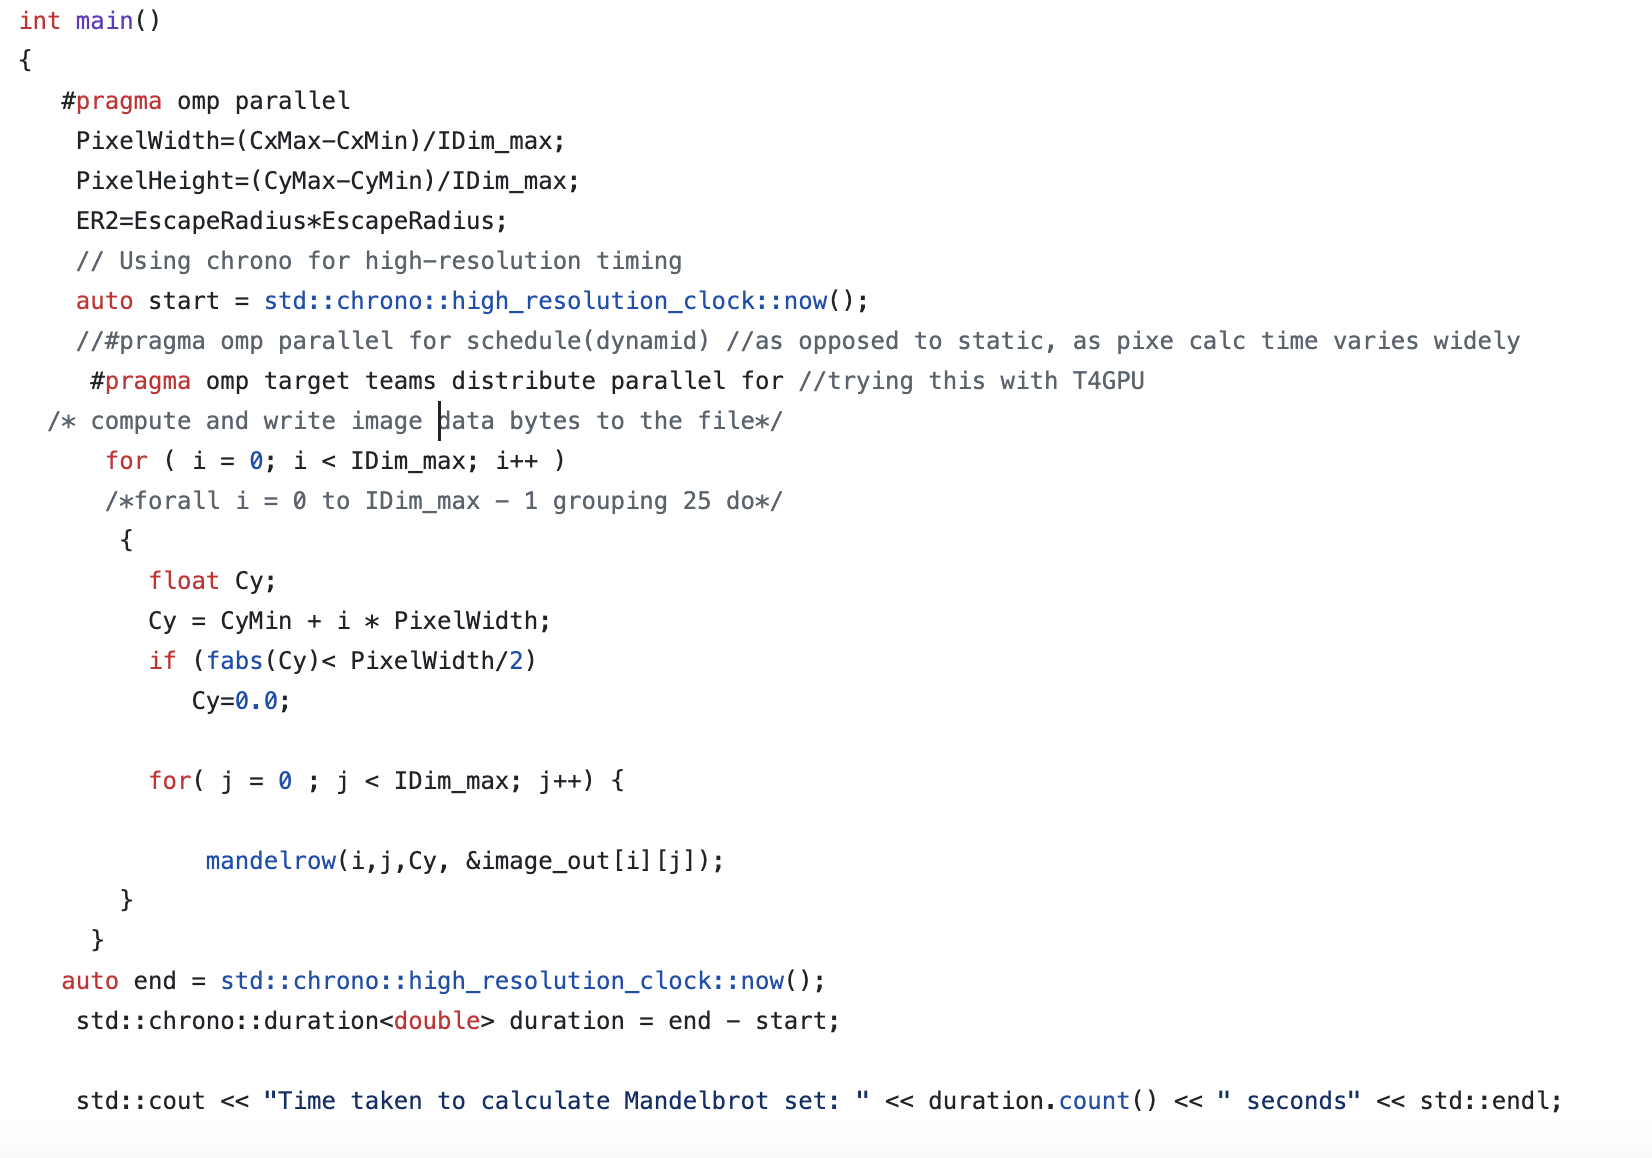 int main()
{
#pragma omp parallel
PixelWidth=(CxMax-CxMin)/IDim_max;
PixelHeight=(CyMax-CyMin)/IDim_max;
ER2=EscapeRadius*EscapeRadius;
// Using chrono for high-resolution timing
auto start = std::chrono::high_resolution_clock::now();
//#pragma omp parallel for schedule(dynamid) //as opposed to static, as pixe calc time varies widely
#pragma omp target teams distribute parallel for //trying this with T4GPU
/* compute and write image data bytes to the file*/
for ( i = 0; i < IDim_max; i++ )
/*forall i = 0 to IDim_max - 1 grouping 25 do*/
{
float Cy;
Cy = CyMin + i * PixelWidth;
if (fabs(Cy)< PixelWidth/2)
Cy=0.0;
for( j = 0 ; j < IDim_max; j++) {
mandelrow(i,j,Cy, &image_out[i][j]);
}
}
auto end = std::chrono::high_resolution_clock::now();
std::chrono::duration<double> duration = end - start;
std::cout << "Time taken to calculate Mandelbrot set: " << duration.count() << " seconds" << std::endl;